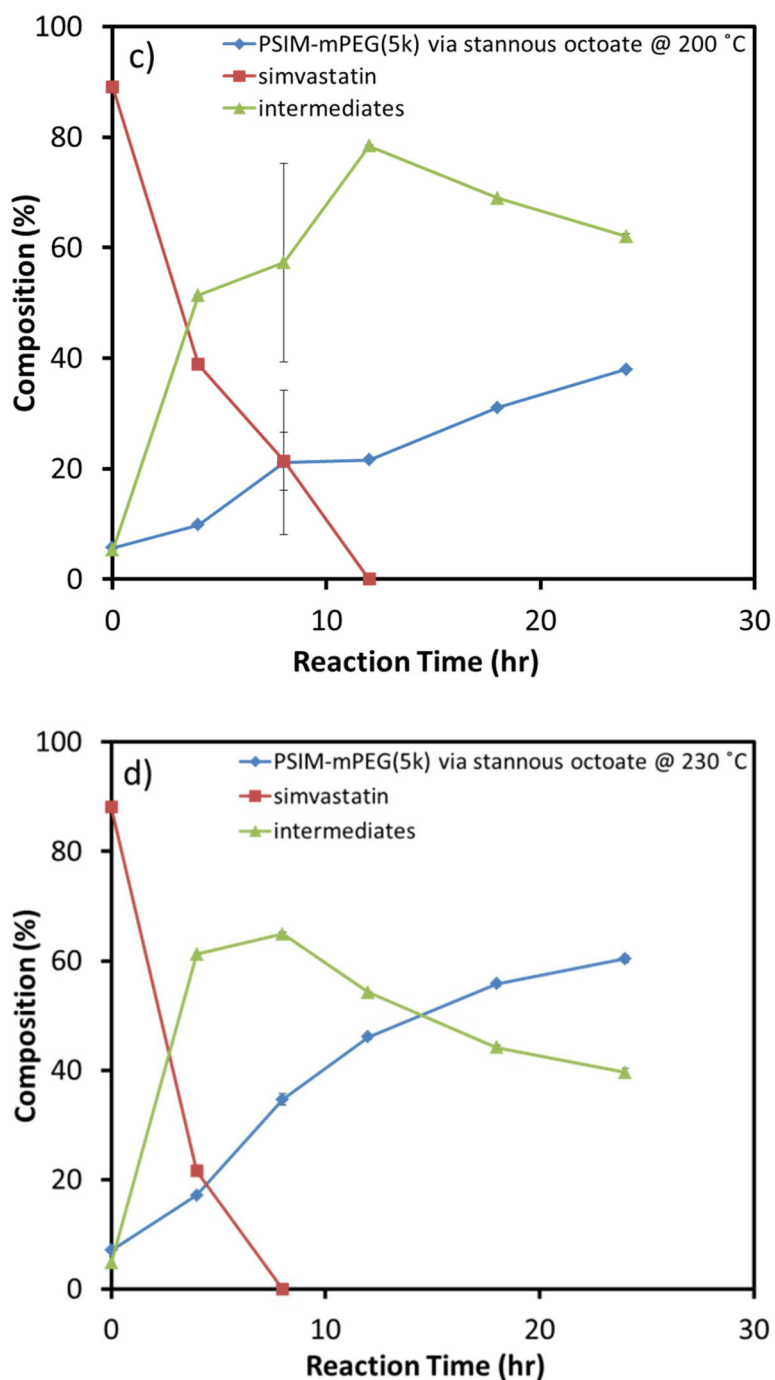 c)
PSIM-mPEG(5k) via stannous octoate @ 200 ˚C
simvastatin
intermediates
100
80
60
40
20
0
Composition (%)
0 10 20 30
Reaction Time (hr)
d)
PSIM-mPEG(5k) via stannous octoate @ 230 ˚C
simvastatin
intermediates
100
80
60
40
20
0
Composition (%)
0 10 20 30
Reaction Time (hr)